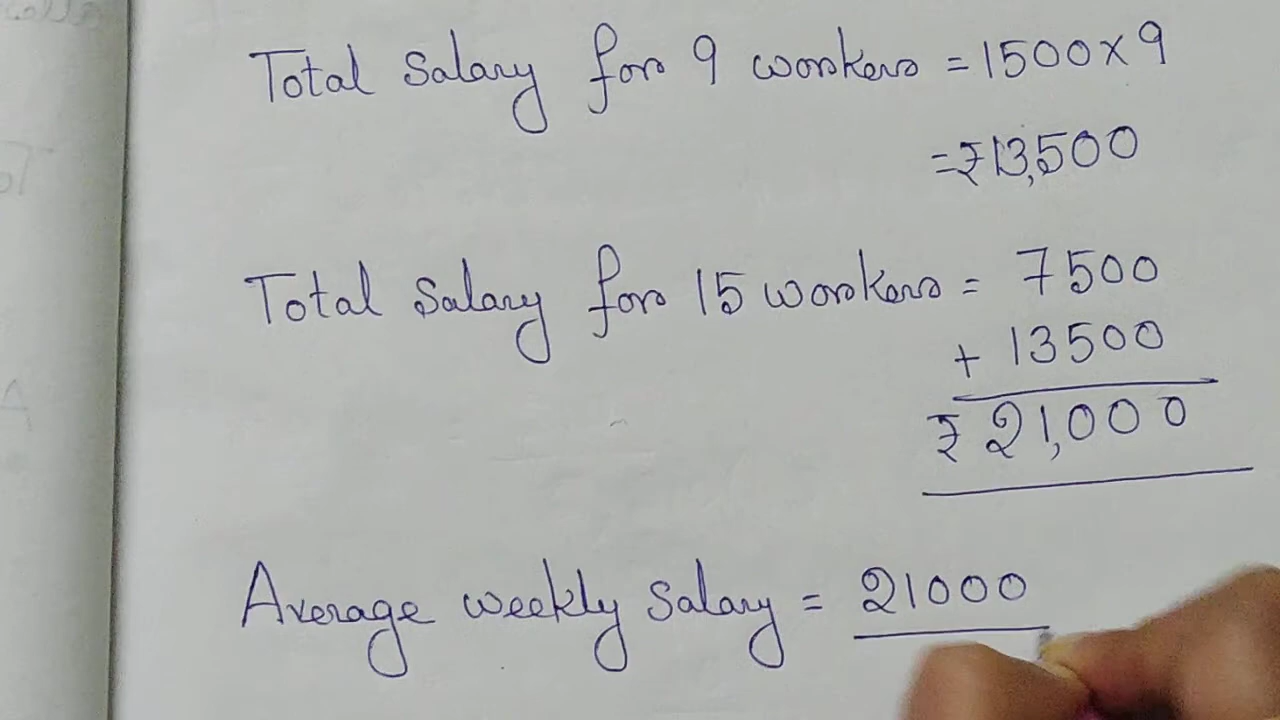 Total Salary for 9 workers = 1500 × 9
= ₹13,500
Total Salary for 15 workers = 7500
+ 13500
₹ 21,000
Average weekly Salary = 21000